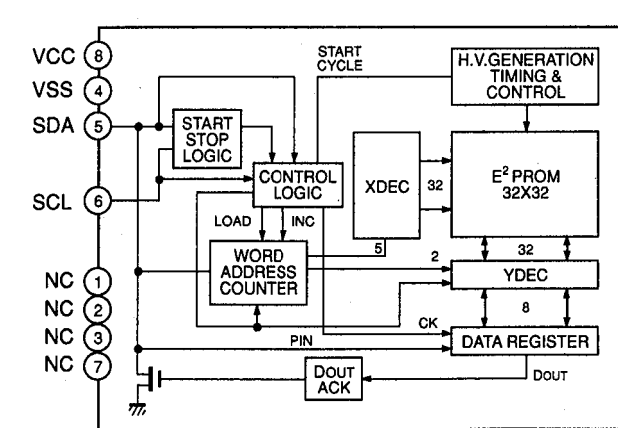 VCC 8
VSS 4
SDA 5
SCL 6
NC 1
NC 2
NC 3
NC 7
START
CYCLE
H.V.GENERATION
TIMING &
CONTROL
START
STOP
LOGIC
CONTROL
LOGIC
XDEC
32
E² PROM
32X32
LOAD
INC
5
32
WORD
ADDRESS
COUNTER
2
YDEC
8
CK
PIN
DATA REGISTER
DOUT
ACK
DOUT